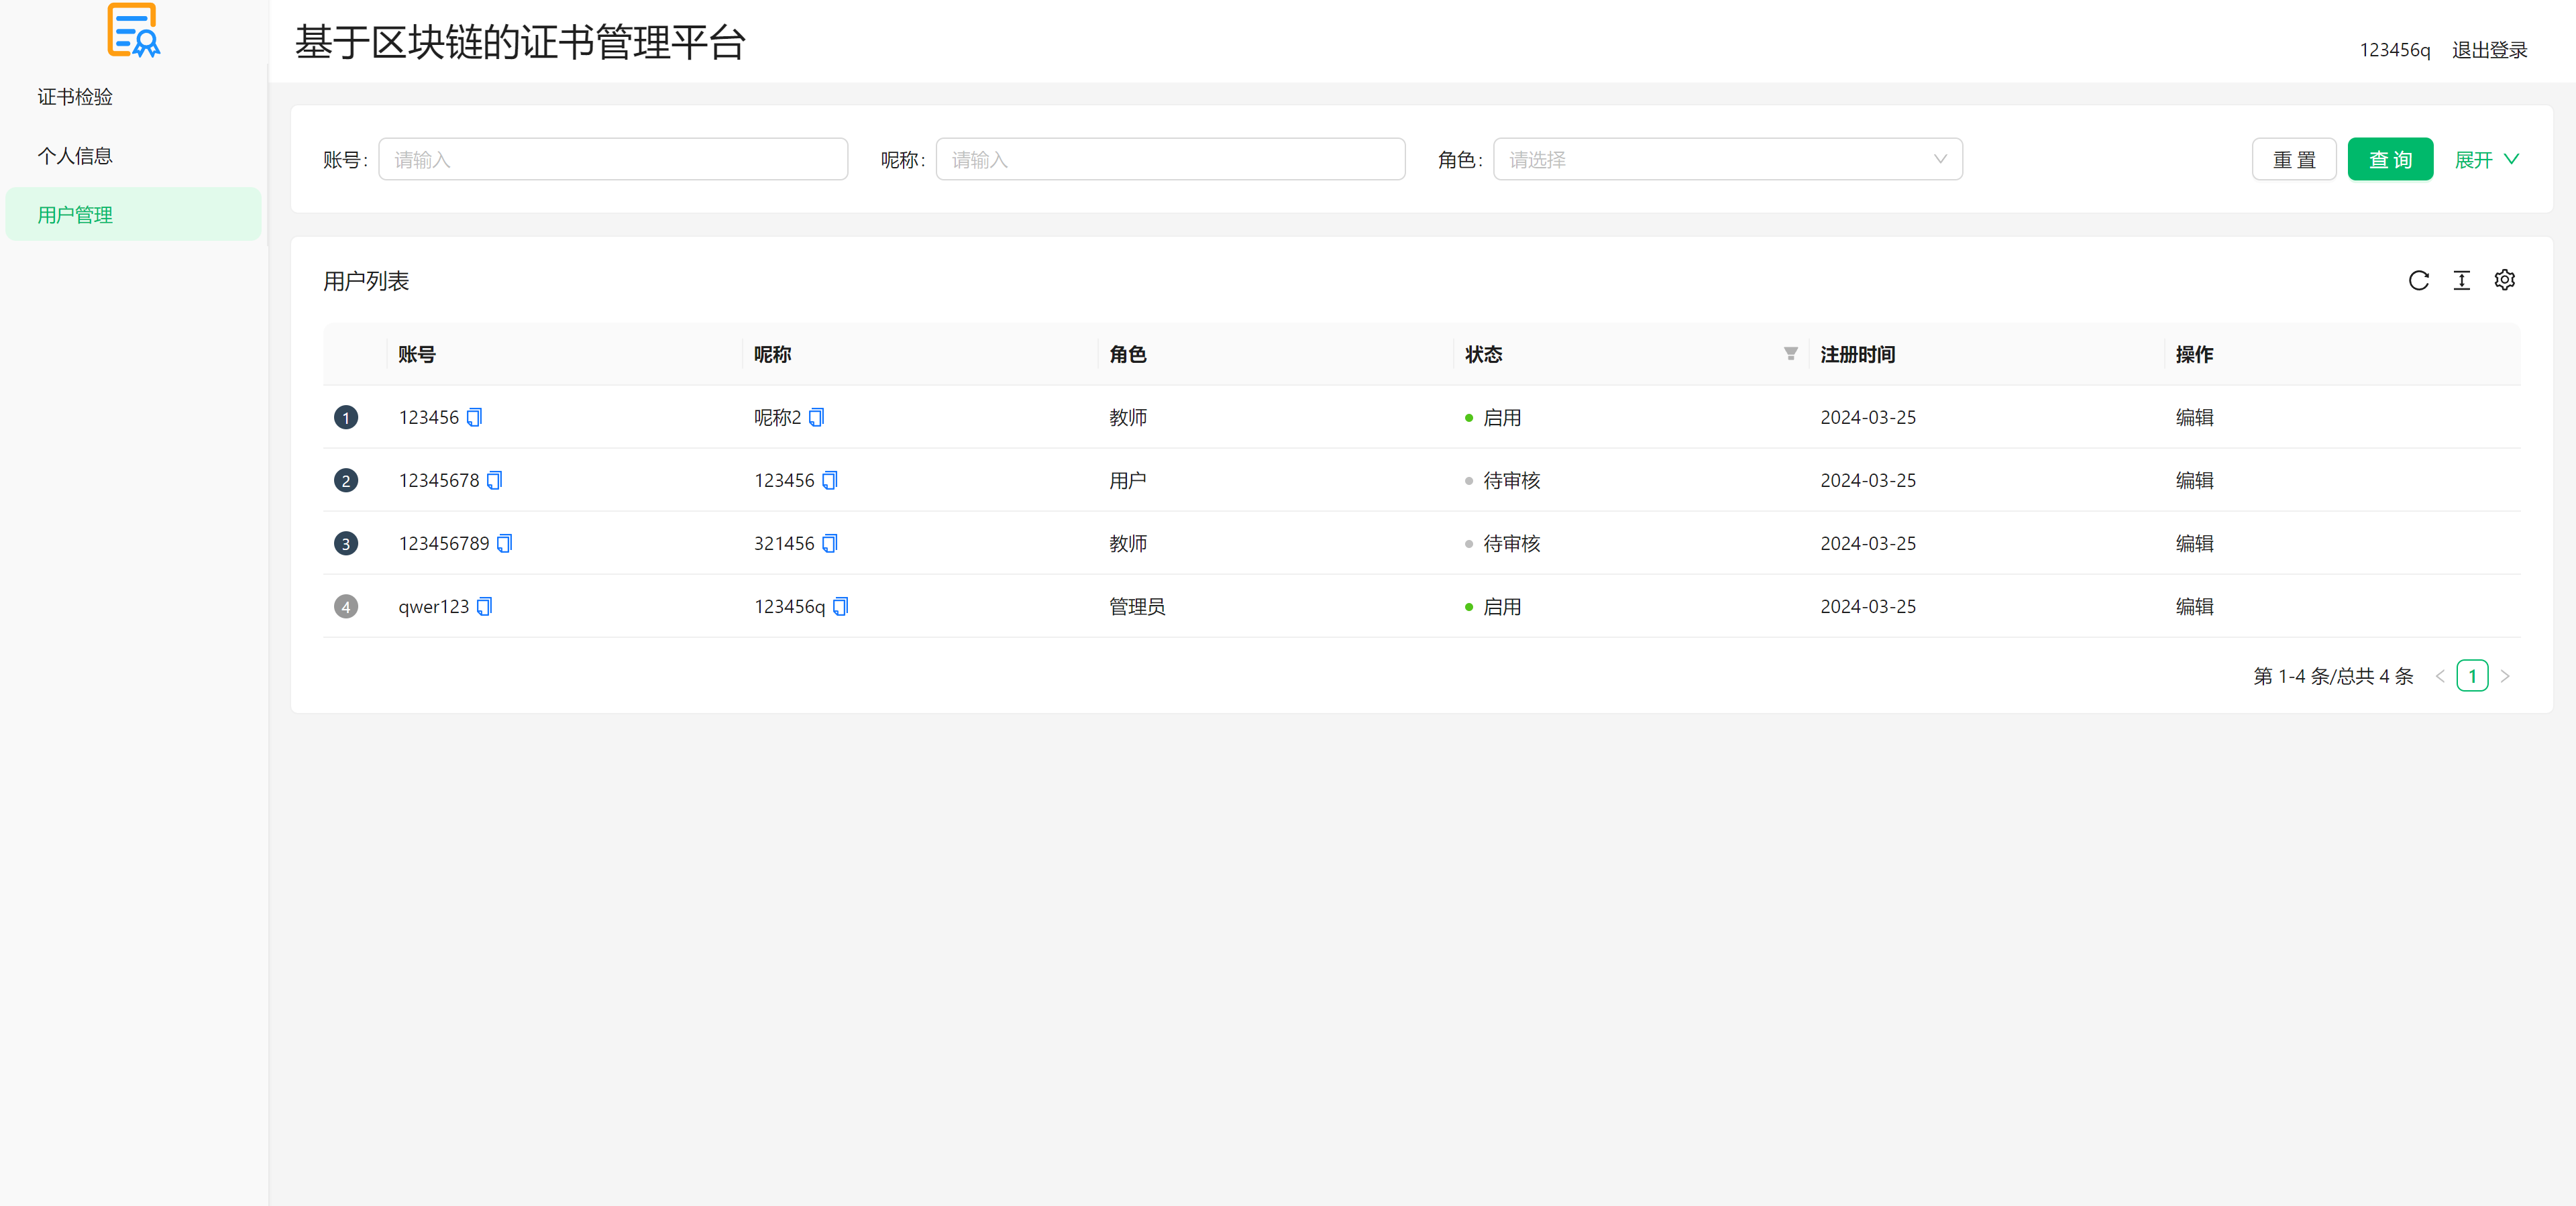 基于区块链的证书管理平台
123456q 退出登录
证书检验
个人信息
用户管理
账号: 请输入 昵称: 请输入 角色: 请选择 重 置 查 询 展开
用户列表
账号 昵称 角色 状态 注册时间 操作
1 123456 昵称2 教师 启用 2024-03-25 编辑
2 12345678 123456 用户 待审核 2024-03-25 编辑
3 123456789 321456 教师 待审核 2024-03-25 编辑
4 qwer123 123456q 管理员 启用 2024-03-25 编辑
第 1-4 条/总共 4 条 < 1 >